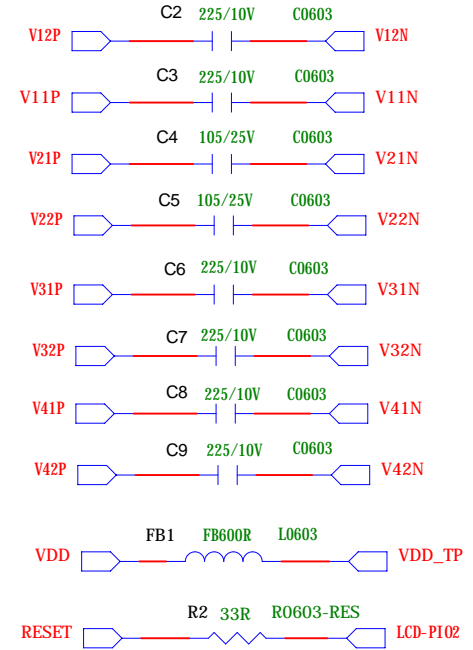 C2 225/10V C0603
V12P V12N
C3 225/10V C0603
V11P V11N
C4 105/25V C0603
V21P V21N
C5 105/25V C0603
V22P V22N
C6 225/10V C0603
V31P V31N
C7 225/10V C0603
V32P V32N
C8 225/10V C0603
V41P V41N
C9 225/10V C0603
V42P V42N
FB1 FB600R L0603
VDD VDD_TP
R2 33R R0603-RES
RESET LCD-PI02